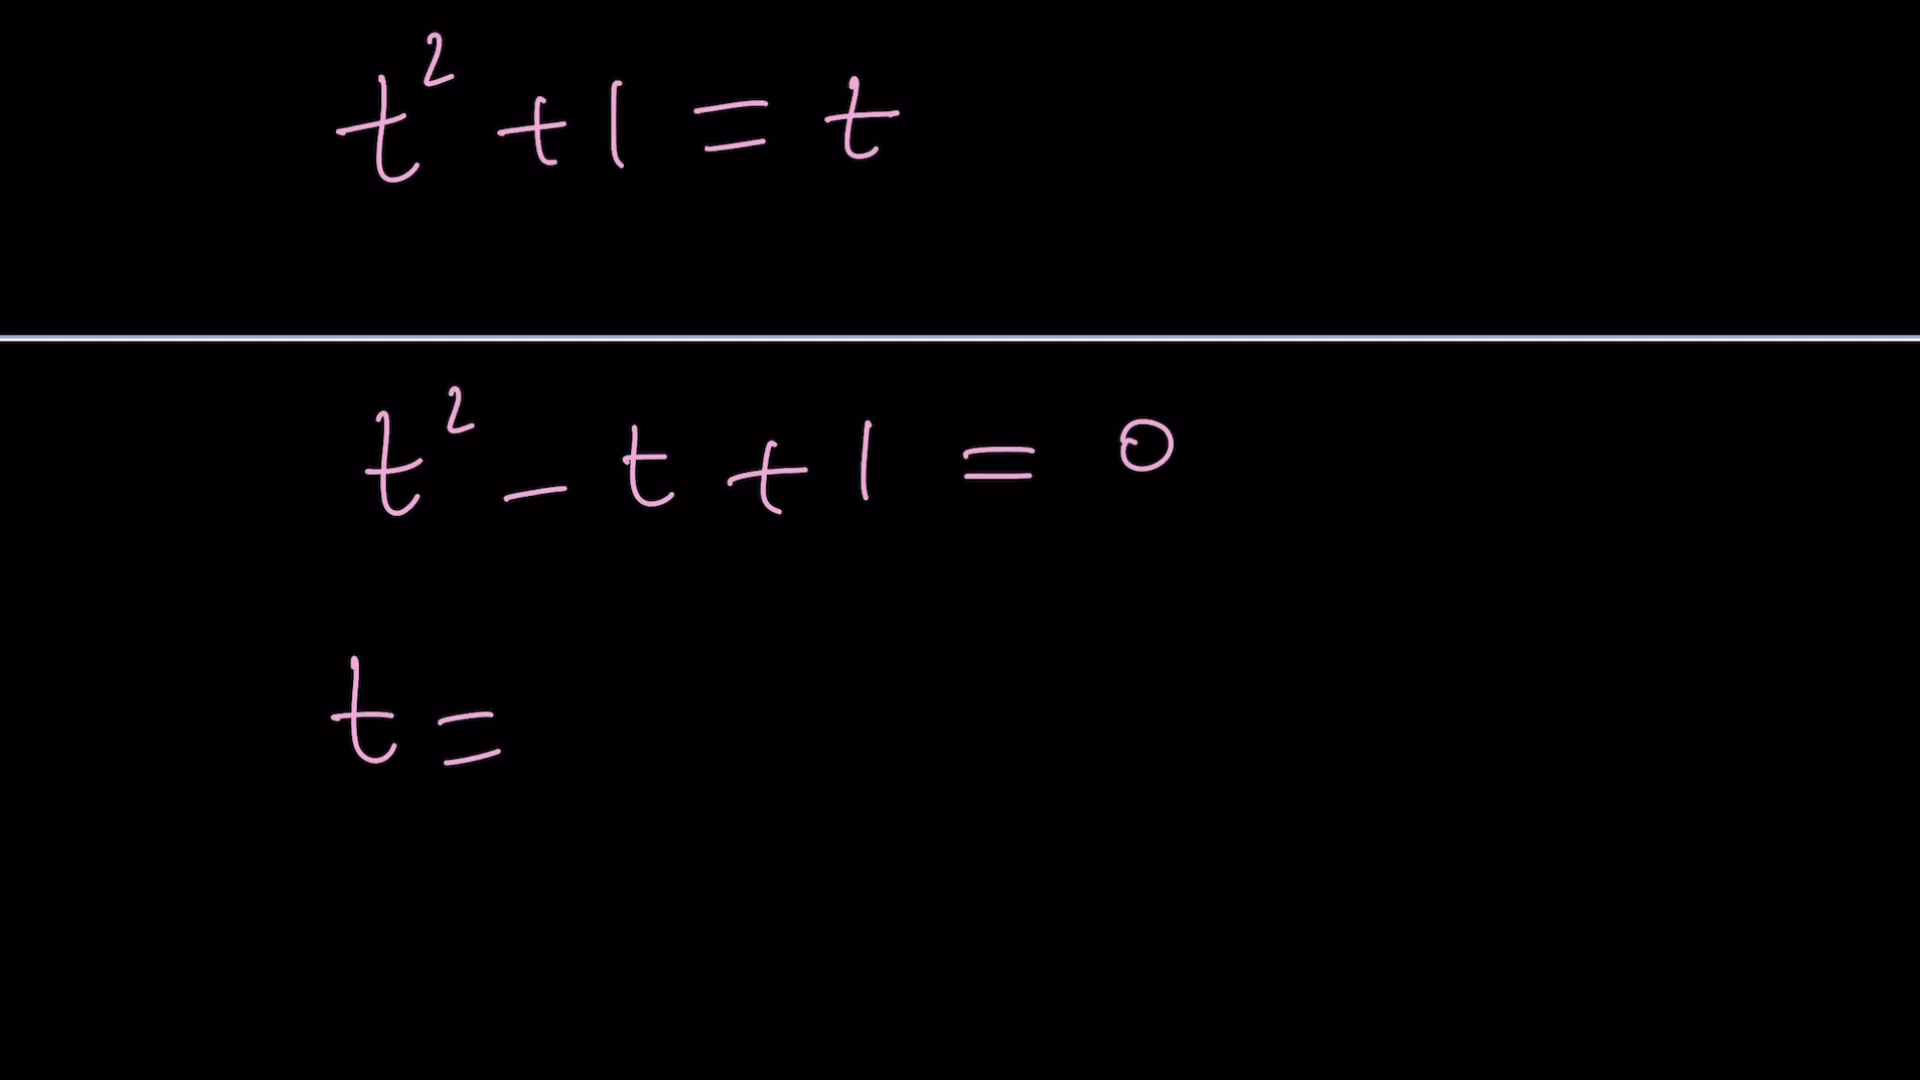 t² + 1 = t
t² - t + 1 = 0
t =